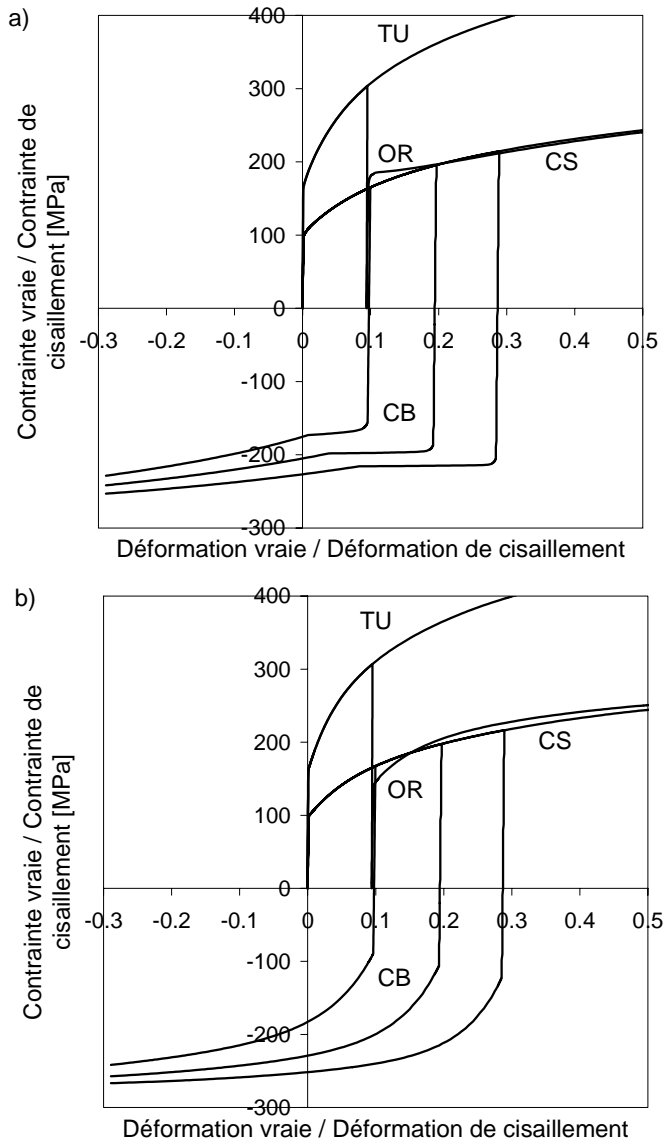 a)
400
300
200
100
0
-100
-200
-300
-0.3 -0.2 -0.1 0 0.1 0.2 0.3 0.4 0.5
TU
OR
CS
CB
Contrainte vraie / Contrainte de
cisaillement [MPa]
Déformation vraie / Déformation de cisaillement
b)
400
300
200
100
0
-100
-200
-300
-0.3 -0.2 -0.1 0 0.1 0.2 0.3 0.4 0.5
TU
CS
OR
CB
Contrainte vraie / Contrainte de
cisaillement [MPa]
Déformation vraie / Déformation de cisaillement